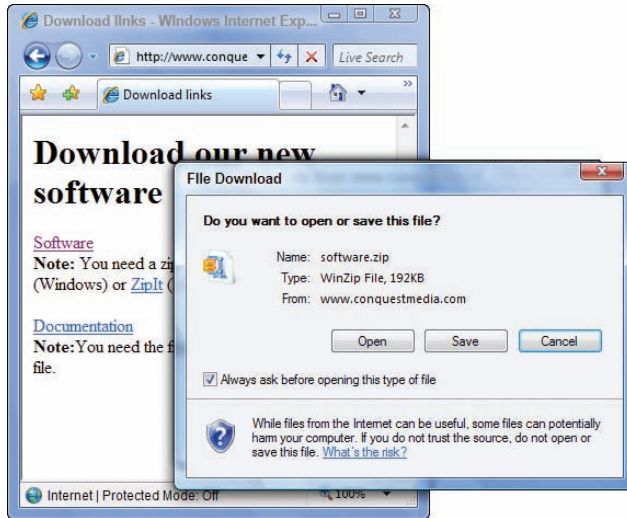 Download lInks - WIndows Internet Exp...
http://www.conque
Live Search
Download links
Download our new
software
Software
Note: You need a zi
(Windows) or ZipIt (
Documentation
Note:You need the f
file.
Internet | Protected Mode: Off
100%
FIle Download
Do you want to open or save this file?
Name: software.zip
Type: WinZip File, 192KB
From: www.conquestmedia.com
Open Save Cancel
Always ask before opening this type of file
While files from the Internet can be useful, some files can potentially
harm your computer. If you do not trust the source, do not open or
save this file. What's the risk?